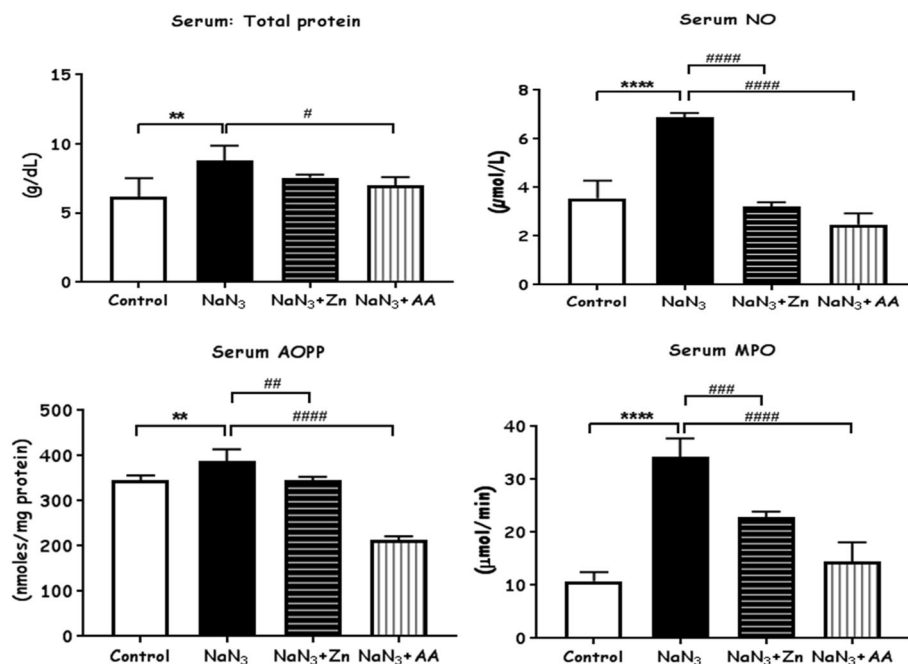 Serum: Total protein
(g/dL)
15
10
5
0
**
#
Control NaN₃ NaN₃+Zn NaN₃+AA
Serum NO
(µmol/L)
8
6
4
2
0
####
****
####
Control NaN₃ NaN₃+Zn NaN₃+AA
Serum AOPP
(nmoles/mg protein)
500
400
300
200
100
0
##
**
####
Control NaN₃ NaN₃+Zn NaN₃+AA
Serum MPO
(µmol/min)
40
30
20
10
0
###
****
####
Control NaN₃ NaN₃+Zn NaN₃+AA